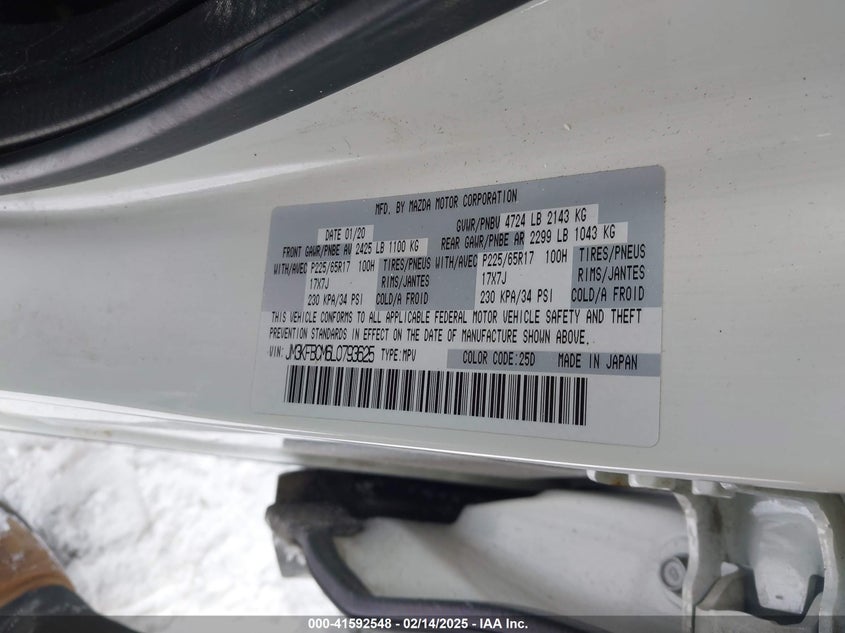 MFD. BY MAZDA MOTOR CORPORATION
DATE 01/20 GVWR/PNBV 4724 LB 2143 KG
FRONT GAWR/PNBE AV 2425 LB 1100 KG REAR GAWR/PNBE AR 2299 LB 1043 KG
WITH/AVEC P225/65R17 100H TIRES/PNEUS WITH/AVEC P225/65R17 100H TIRES/PNEUS
17X7J RIMS/JANTES 17X7J RIMS/JANTES
230 KPA/34 PSI COLD/A FROID 230 KPA/34 PSI COLD/A FROID
THIS VEHICLE CONFORMS TO ALL APPLICABLE FEDERAL MOTOR VEHICLE SAFETY AND THEFT
PREVENTION STANDARDS IN EFFECT ON THE DATE OF MANUFACTURE SHOWN ABOVE.
VIN: JM3KFBCM6L0793625 TYPE:MPV COLOR CODE:25D MADE IN JAPAN
000-41592548 - 02/14/2025 - IAA Inc.